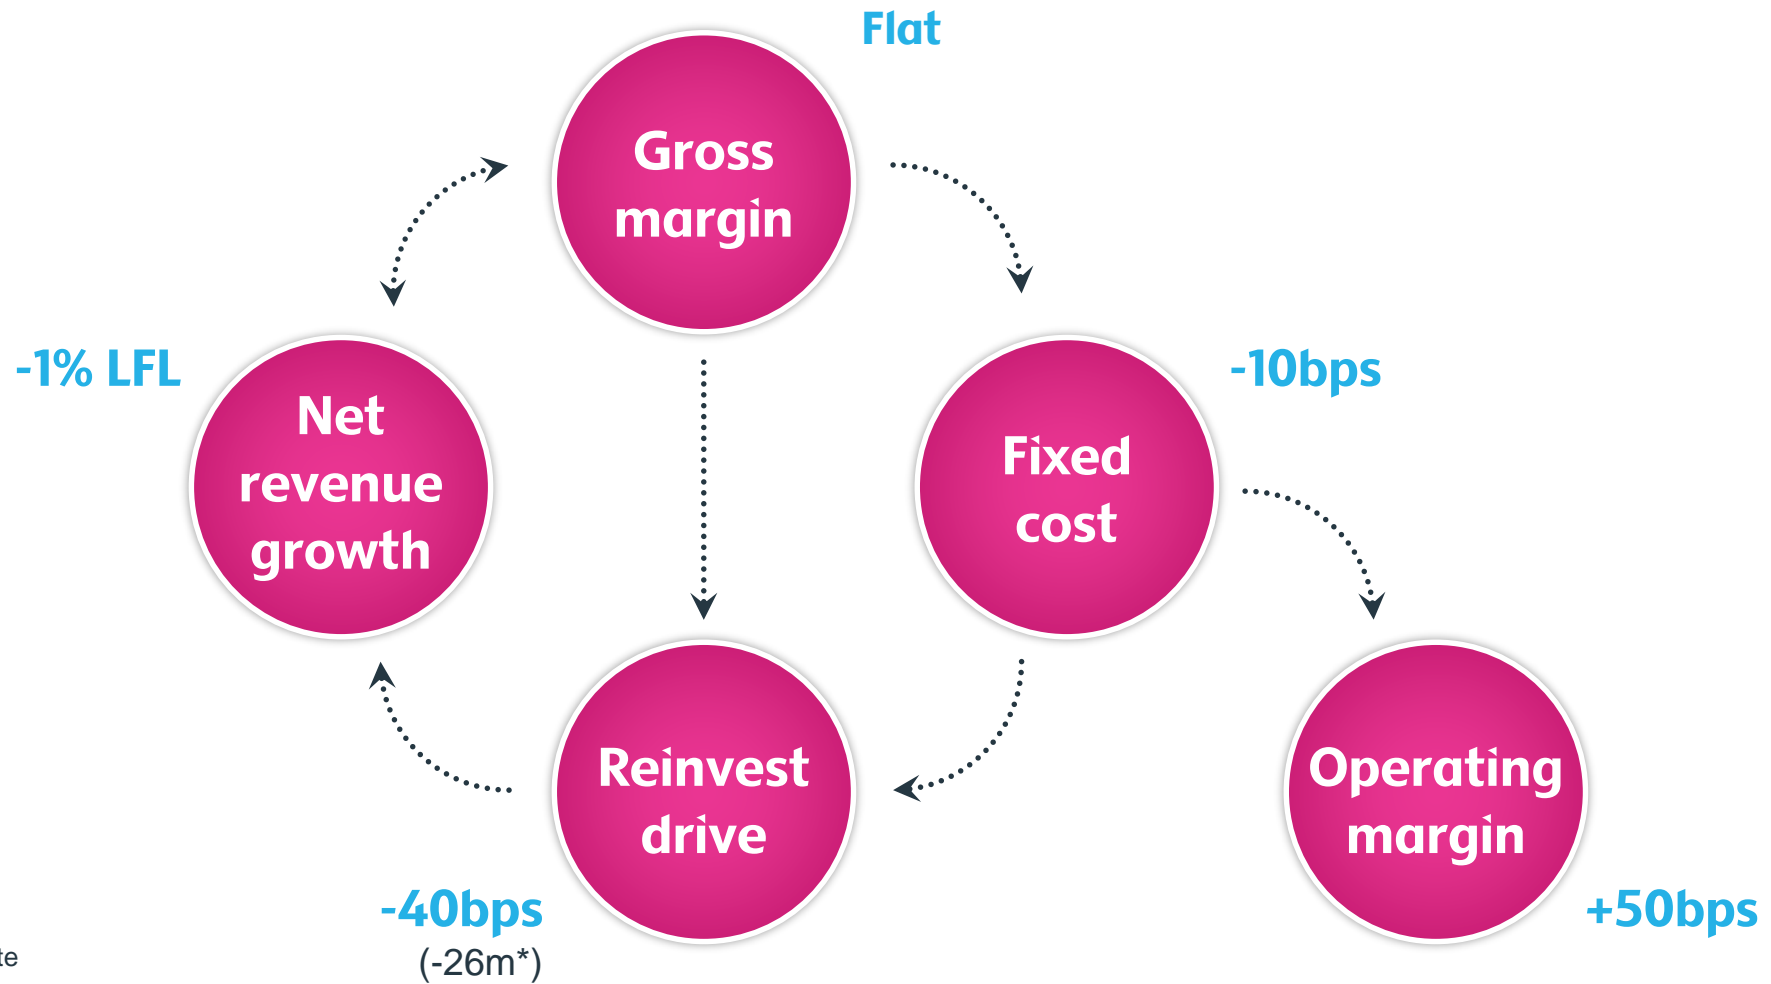 Flat
Gross
margin
-1% LFL
Net
revenue
growth
-10bps
Fixed
cost
Reinvest
drive
-40bps
(-26m*)
Operating
margin
+50bps